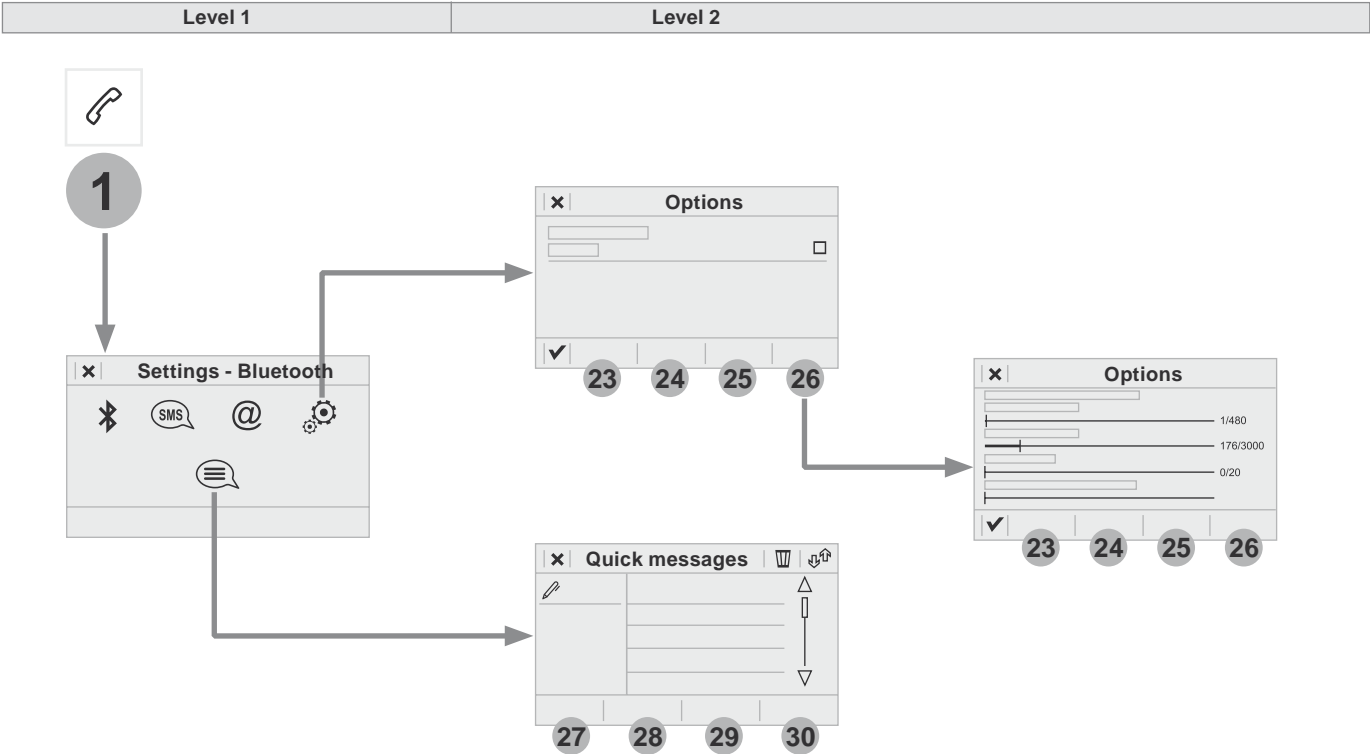 Level 1 Level 2
1
Settings - Bluetooth
SMS @
Options
23 24 25 26
Options
1/480
176/3000
0/20
23 24 25 26
Quick messages
27 28 29 30